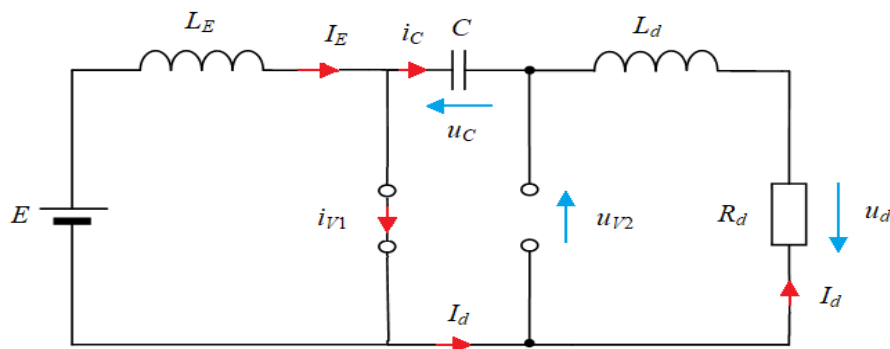 L_E
I_E
i_C
C
L_d
u_C
E
i_V1
u_V2
R_d
u_d
I_d
I_d